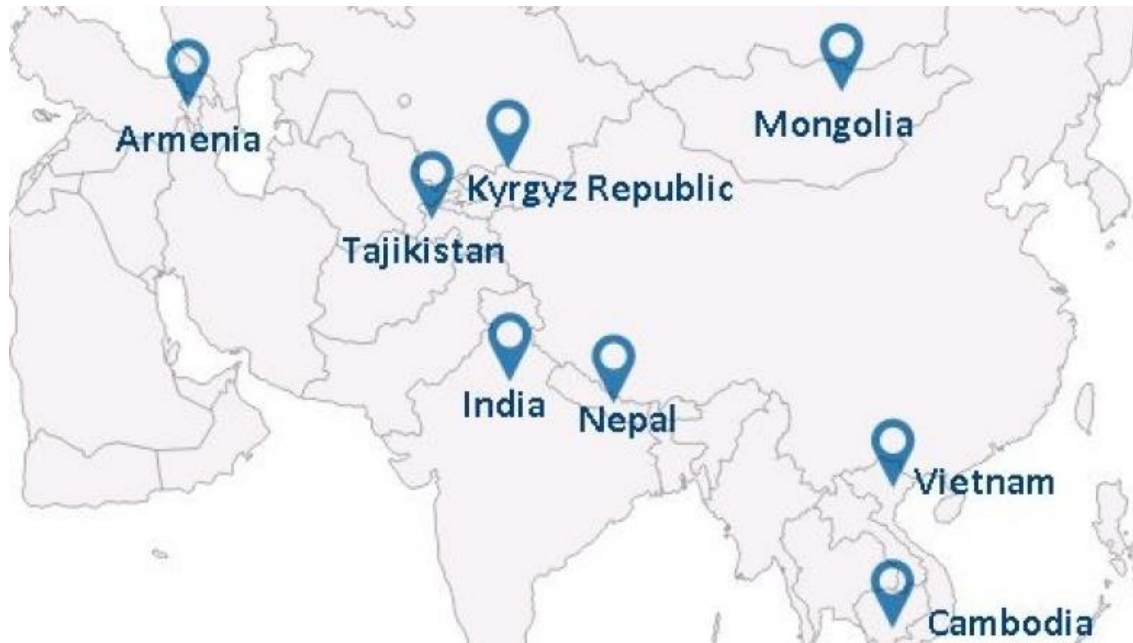 Mongolia
Armenia
Kyrgyz Republic
Tajikistan
India
Nepal
Vietnam
Cambodia